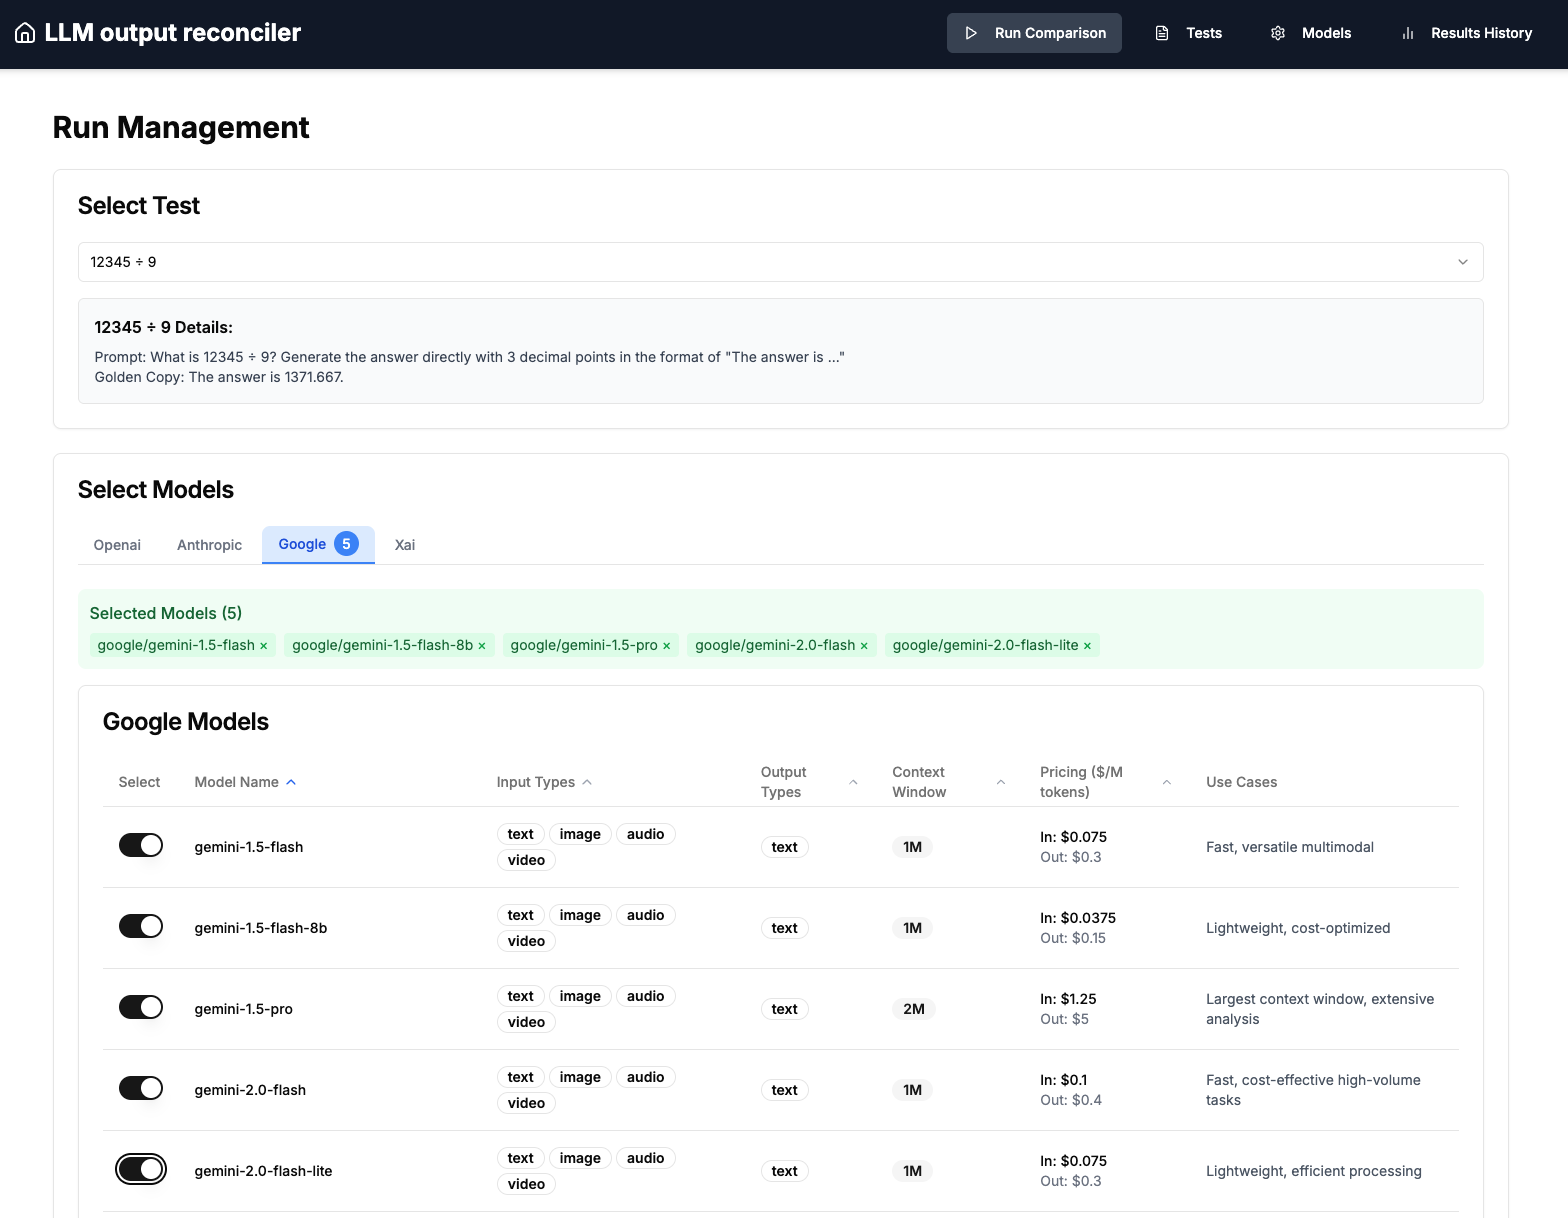 LLM output reconciler
Run Comparison
Tests
Models
Results History
Run Management
Select Test
12345 ÷ 9
12345 ÷ 9 Details:
Prompt: What is 12345 ÷ 9? Generate the answer directly with 3 decimal points in the format of "The answer is ..."
Golden Copy: The answer is 1371.667.
Select Models
Openai
Anthropic
Google 5
Xai
Selected Models (5)
google/gemini-1.5-flash × google/gemini-1.5-flash-8b × google/gemini-1.5-pro × google/gemini-2.0-flash × google/gemini-2.0-flash-lite ×
Google Models
Select
Model Name
Input Types
Output
Types
Context
Window
Pricing ($/M
tokens)
Use Cases
gemini-1.5-flash
text image audio
video
text
1M
In: $0.075
Out: $0.3
Fast, versatile multimodal
gemini-1.5-flash-8b
text image audio
video
text
1M
In: $0.0375
Out: $0.15
Lightweight, cost-optimized
gemini-1.5-pro
text image audio
video
text
2M
In: $1.25
Out: $5
Largest context window, extensive
analysis
gemini-2.0-flash
text image audio
video
text
1M
In: $0.1
Out: $0.4
Fast, cost-effective high-volume
tasks
gemini-2.0-flash-lite
text image audio
video
text
1M
In: $0.075
Out: $0.3
Lightweight, efficient processing